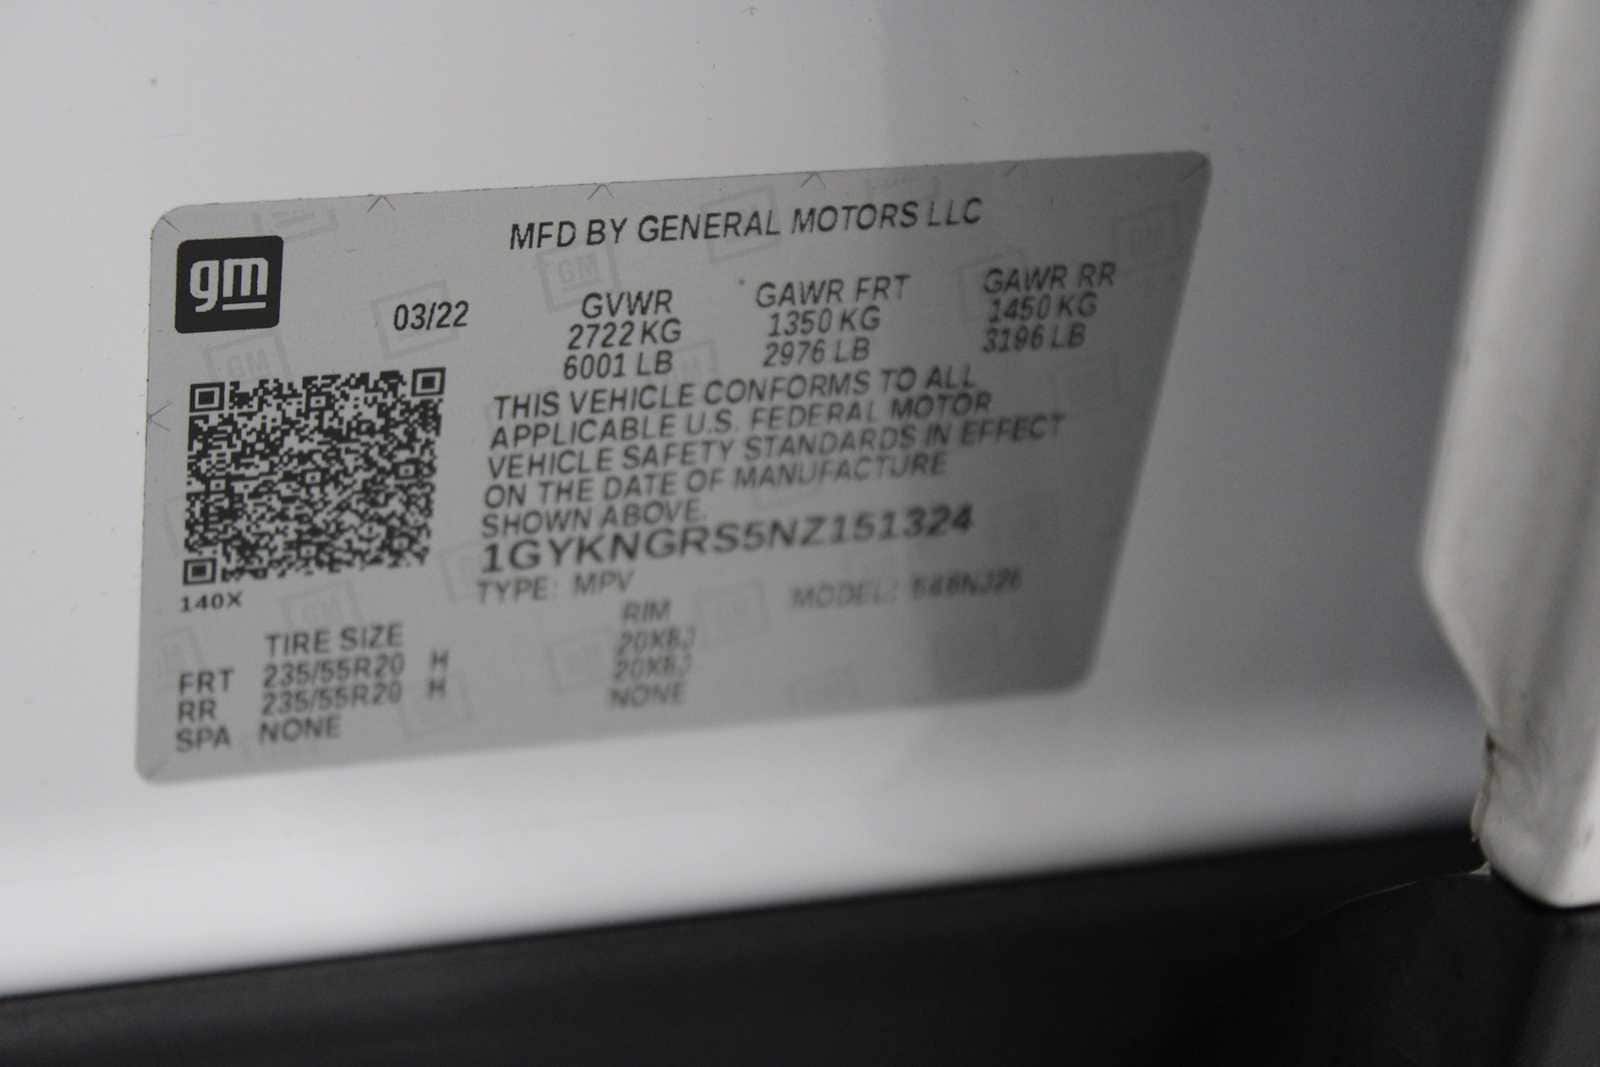 gm
MFD BY GENERAL MOTORS LLC
03/22
GVWR GAWR FRT GAWR RR
2722 KG 1350 KG 1450 KG
6001 LB 2976 LB 3196 LB
THIS VEHICLE CONFORMS TO ALL
APPLICABLE U.S. FEDERAL MOTOR
VEHICLE SAFETY STANDARDS IN EFFECT
ON THE DATE OF MANUFACTURE
SHOWN ABOVE.
1GYKNGRS5NZ151324
140X
TYPE: MPV MODEL:
TIRE SIZE RIM
FRT 235/55R20 H 20X8J
RR 235/55R20 H 20X8J
SPA NONE NONE